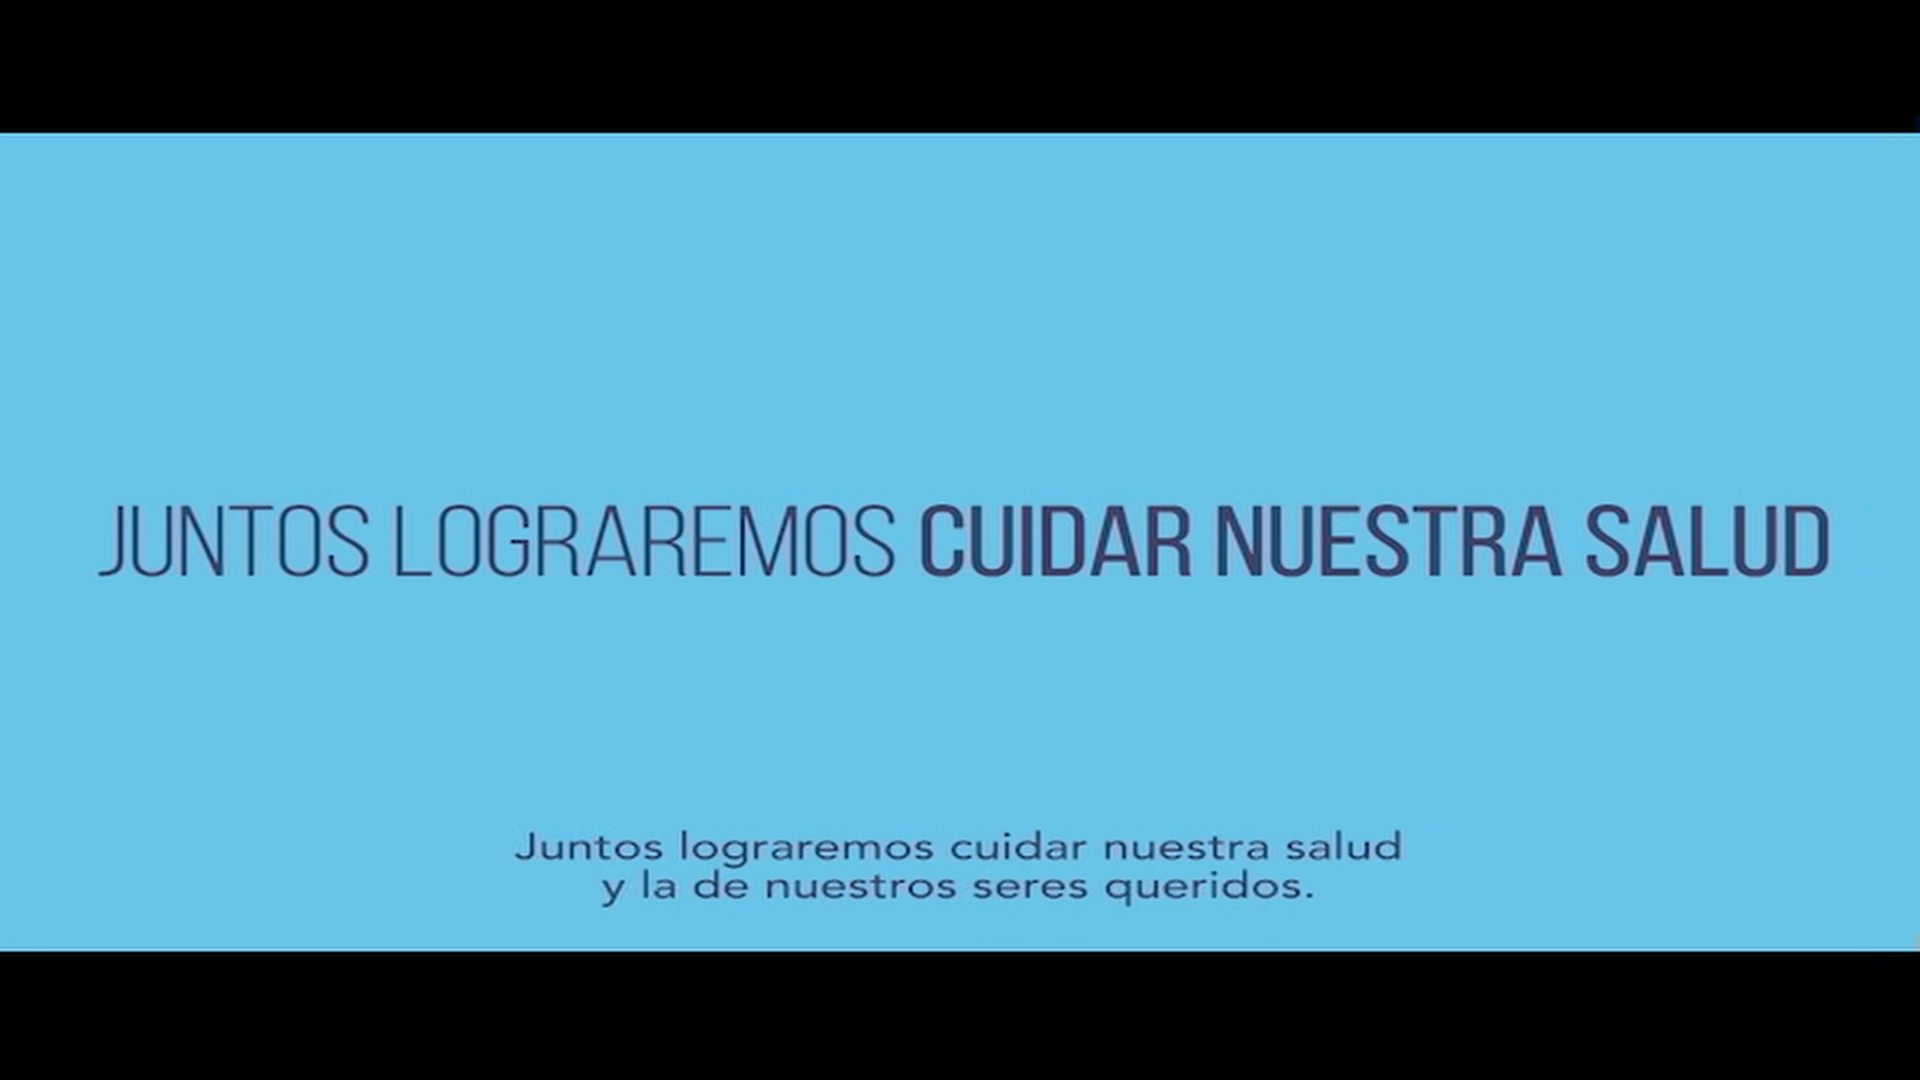 JUNTOS LOGRAREMOS CUIDAR NUESTRA SALUD
Juntos lograremos cuidar nuestra salud
y la de nuestros seres queridos.